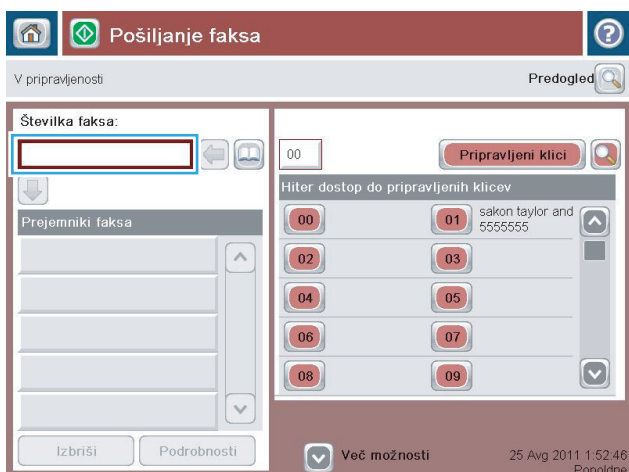 Pošiljanje faksa
V pripravljenosti
Predogled
Številka faksa:
00
Pripravljeni klici
Hiter dostop do pripravljenih klicev
Prejemniki faksa
00
01
sakon taylor and
5555555
02
03
04
05
06
07
08
09
Izbriši
Podrobnosti
Več možnosti
25 Avg 2011 1:52:46
Popoldne